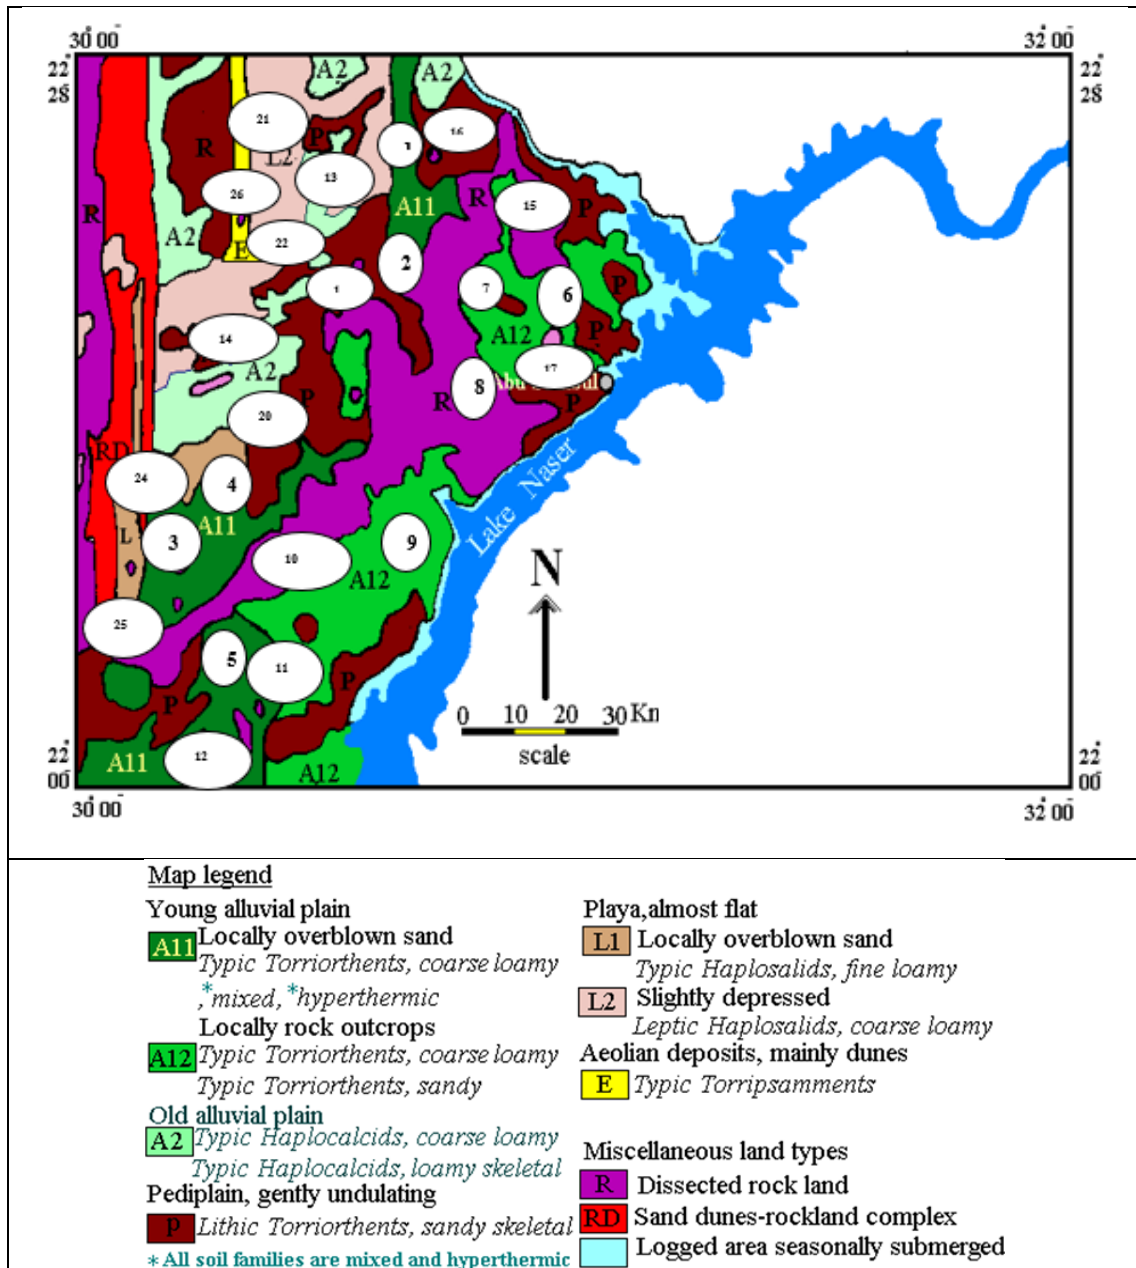 30 00
32 00
22
28
22
28
A2
A2
21
P
16
R
L2
1
13
26
R
15
P
A11
R
A2
22
E
2
P
7
6
1
A12
P
14
17
A2
8
Abu
ul
R
P
P
20
RD
24
4
A11
Lake Naser
L
3
9
10
A12
N
25
5
11
P
P
0 10 20 30 Kn
scale
22
00
A11
12
A12
22
00
30 00
32 00
Map legend
Young alluvial plain
A11 Locally overblown sand
Typic Torriorthents, coarse loamy
,*mixed, *hyperthermic
Locally rock outcrops
A12 Typic Torriorthents, coarse loamy
Typic Torriorthents, sandy
Old alluvial plain
A2 Typic Haplocalcids, coarse loamy
Typic Haplocalcids, loamy skeletal
Pediplain, gently undulating
P Lithic Torriorthents, sandy skeletal
* All soil families are mixed and hyperthermic
Playa,almost flat
L1 Locally overblown sand
Typic Haplosalids, fine loamy
L2 Slightly depressed
Leptic Haplosalids, coarse loamy
Aeolian deposits, mainly dunes
E Typic Torripsamments
Miscellaneous land types
R Dissected rock land
RD Sand dunes-rockland complex
Logged area seasonally submerged